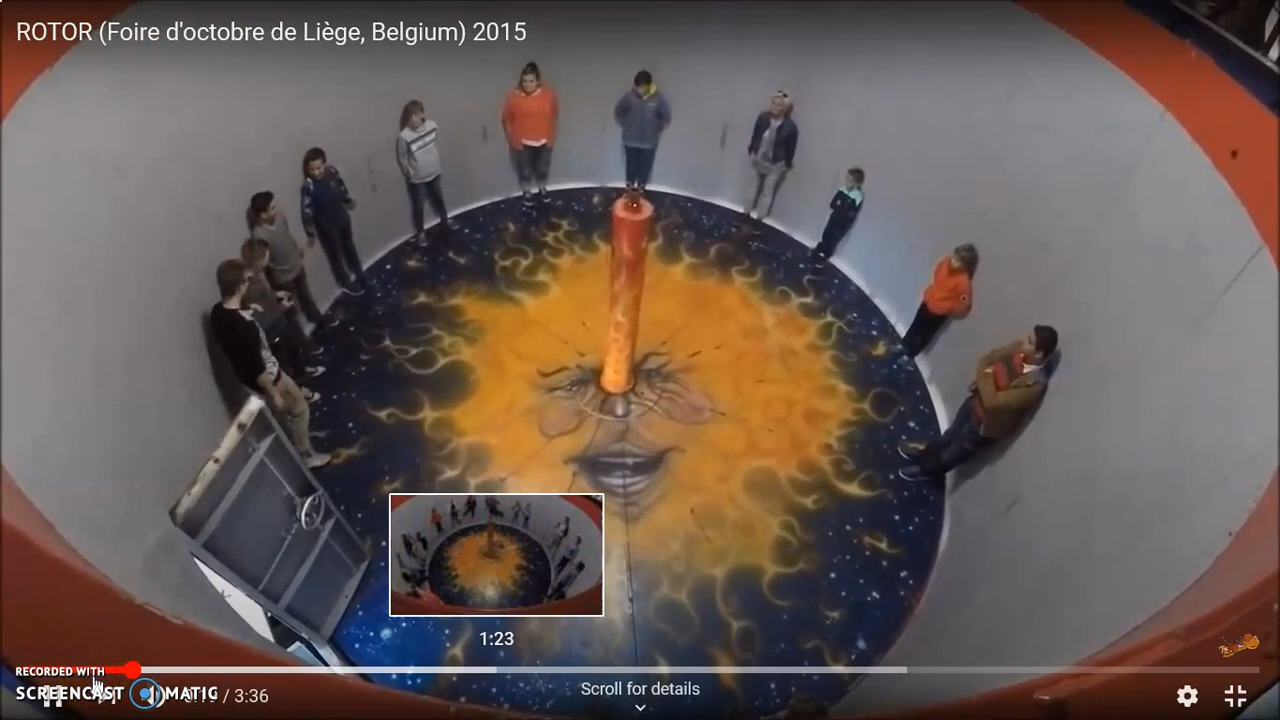 ROTOR (Foire d'octobre de Liège, Belgium) 2015
1:23
RECORDED WITH
SCREENCAST MATIC
/ 3:36
Scroll for details